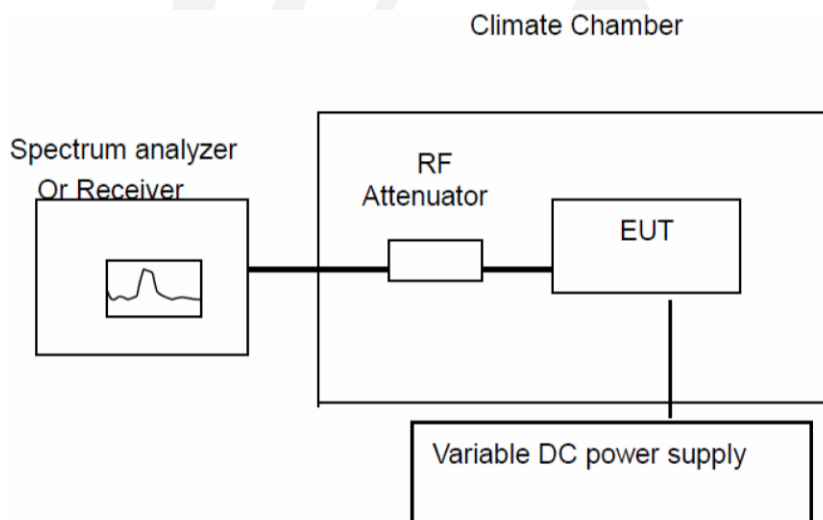 Climate Chamber
Spectrum analyzer
Or Receiver
RF
Attenuator
EUT
Variable DC power supply